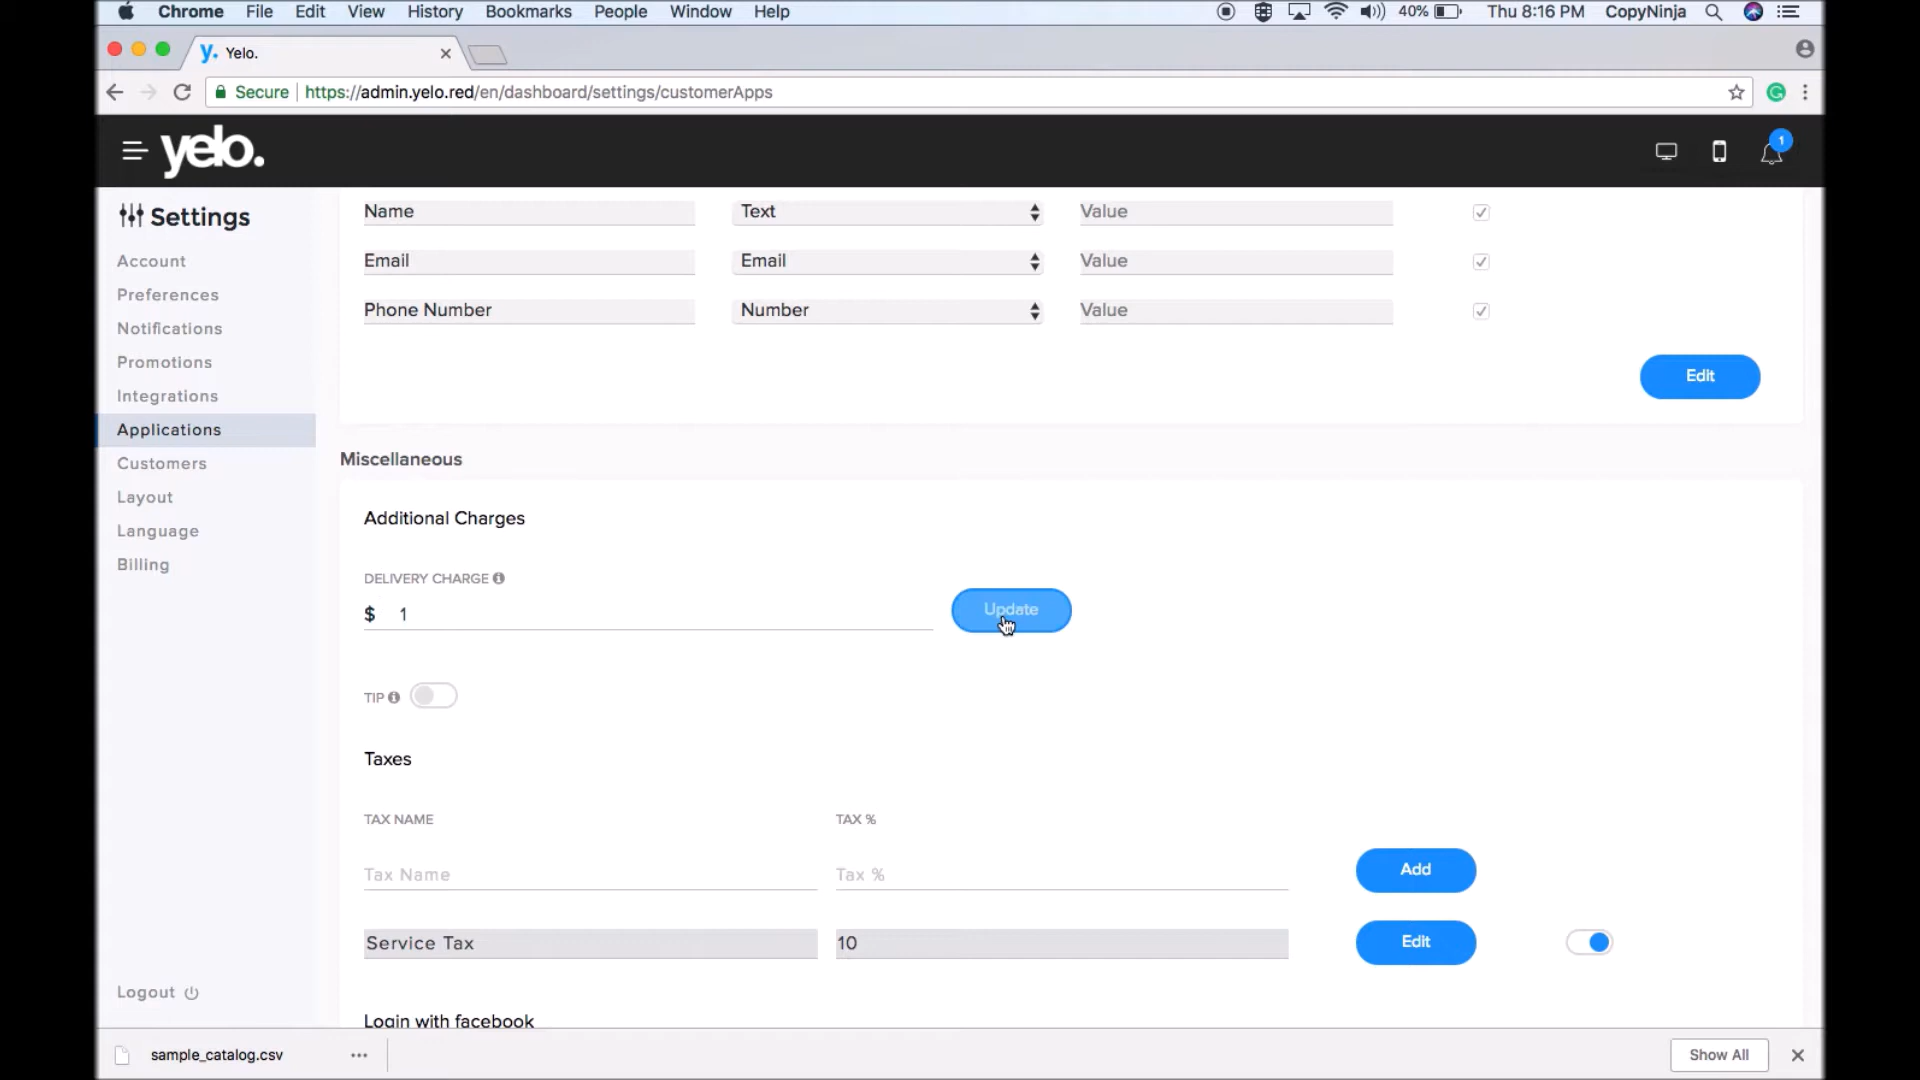 Chrome File Edit View History Bookmarks People Window Help 40% Thu 8:16 PM CopyNinja
y. Yelo.
Secure https://admin.yelo.red/en/dashboard/settings/customerApps
yelo. 1
Settings
Account
Preferences
Notifications
Promotions
Integrations
Applications
Customers
Layout
Language
Billing
Logout
Name Text Value
Email Email Value
Phone Number Number Value
Edit
Miscellaneous
Additional Charges
DELIVERY CHARGE
$ 1 Update
TIP
Taxes
TAX NAME TAX %
Tax Name Tax % Add
Service Tax 10 Edit
Login with facebook
sample_catalog.csv Show All